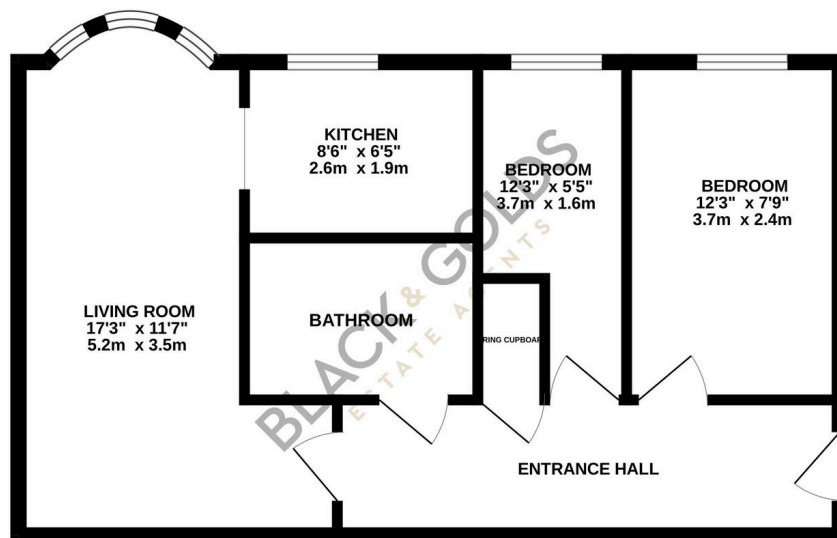 KITCHEN
8'6" x 6'5"
2.6m x 1.9m
BEDROOM
12'3" x 5'5"
3.7m x 1.6m
BEDROOM
12'3" x 7'9"
3.7m x 2.4m
LIVING ROOM
17'3" x 11'7"
5.2m x 3.5m
BATHROOM
RING CUPBOAR
ENTRANCE HALL
BLACK & GOLDS
ESTATE AGENTS